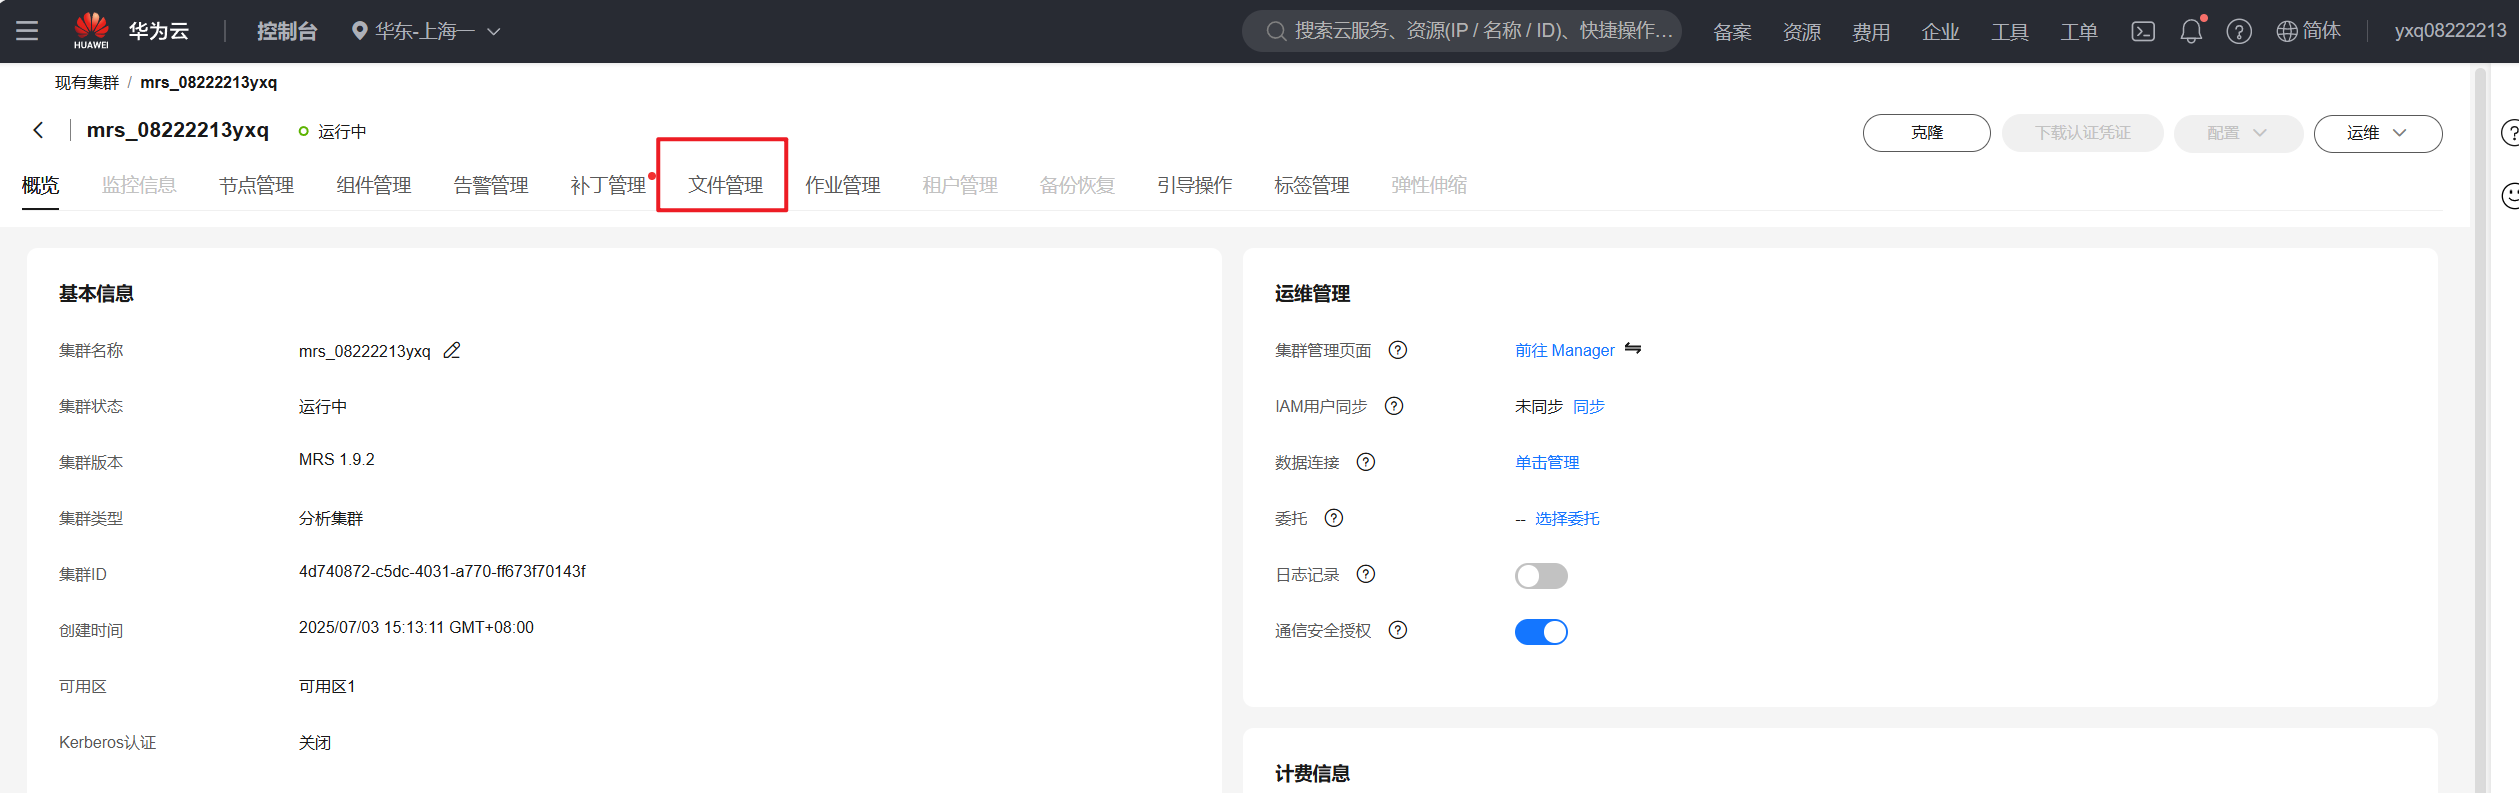 HUAWEI 华为云 控制台 华东-上海一 搜索云服务、资源(IP / 名称 / ID)、快捷操作… 备案 资源 费用 企业 工具 工单 简体 yxq08222213
现有集群 / mrs_08222213yxq
mrs_08222213yxq 运行中 克隆 下载认证凭证 配置 运维
概览 监控信息 节点管理 组件管理 告警管理 补丁管理 文件管理 作业管理 租户管理 备份恢复 引导操作 标签管理 弹性伸缩
基本信息
集群名称 mrs_08222213yxq
集群状态 运行中
集群版本 MRS 1.9.2
集群类型 分析集群
集群ID 4d740872-c5dc-4031-a770-ff673f70143f
创建时间 2025/07/03 15:13:11 GMT+08:00
可用区 可用区1
Kerberos认证 关闭
运维管理
集群管理页面 前往 Manager
IAM用户同步 未同步 同步
数据连接 单击管理
委托 -- 选择委托
日志记录
通信安全授权
计费信息